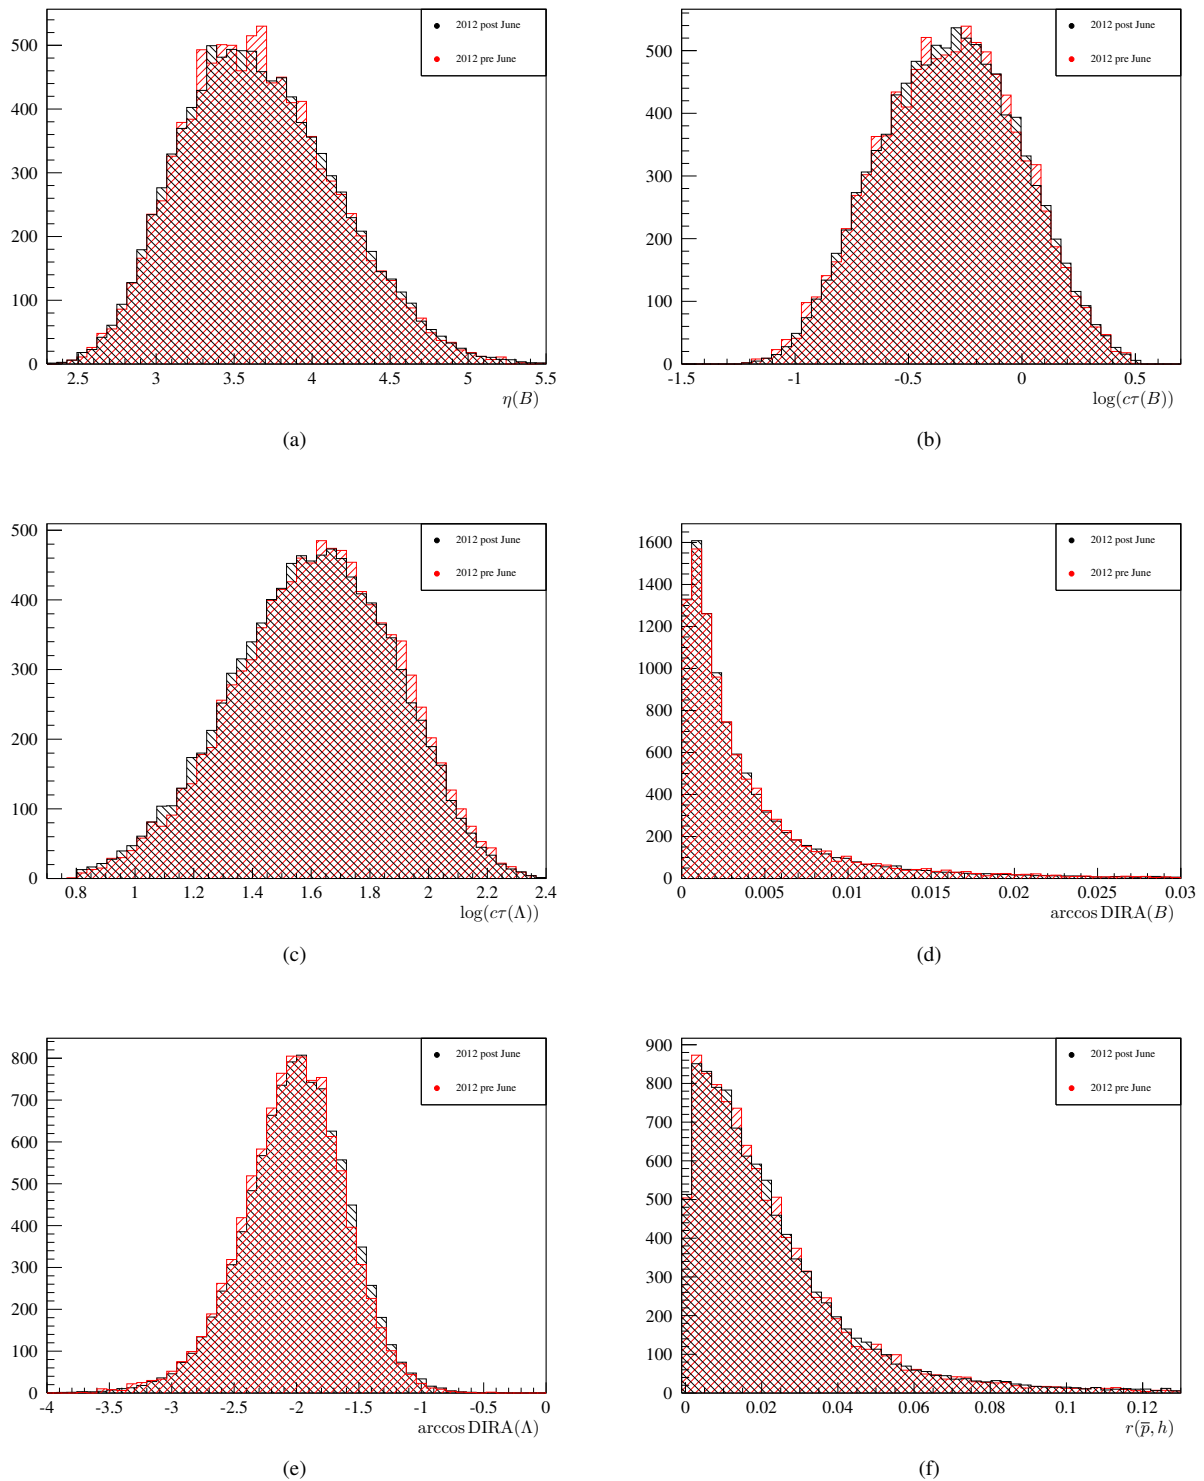 2012 post June
2012 pre June
500
400
300
200
100
0
2.5 3 3.5 4 4.5 5 5.5
η(B)
(a)
2012 post June
2012 pre June
500
400
300
200
100
0
-1.5 -1 -0.5 0 0.5
log(cτ(B))
(b)
2012 post June
2012 pre June
500
400
300
200
100
0
0.8 1 1.2 1.4 1.6 1.8 2 2.2 2.4
log(cτ(Λ))
(c)
2012 post June
2012 pre June
1600
1400
1200
1000
800
600
400
200
0
0 0.005 0.01 0.015 0.02 0.025 0.03
arccos DIRA(B)
(d)
2012 post June
2012 pre June
800
700
600
500
400
300
200
100
0
-4 -3.5 -3 -2.5 -2 -1.5 -1 -0.5 0
arccos DIRA(Λ)
(e)
2012 post June
2012 pre June
900
800
700
600
500
400
300
200
100
0
0 0.02 0.04 0.06 0.08 0.1 0.12
r(p̅, h)
(f)